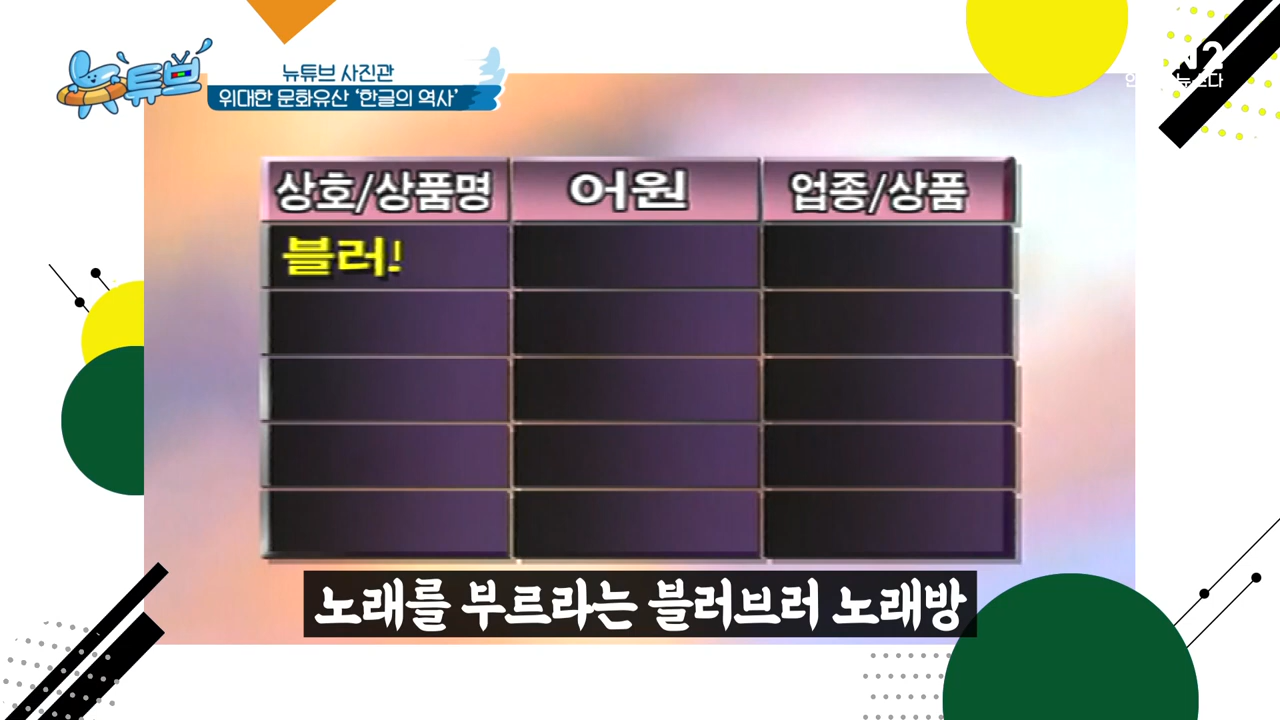 뉴튜브
뉴튜브 사진관
위대한 문화유산 '한글의 역사'
상호/상품명 어원 업종/상품
블러!
노래를 부르라는 블러브러 노래방